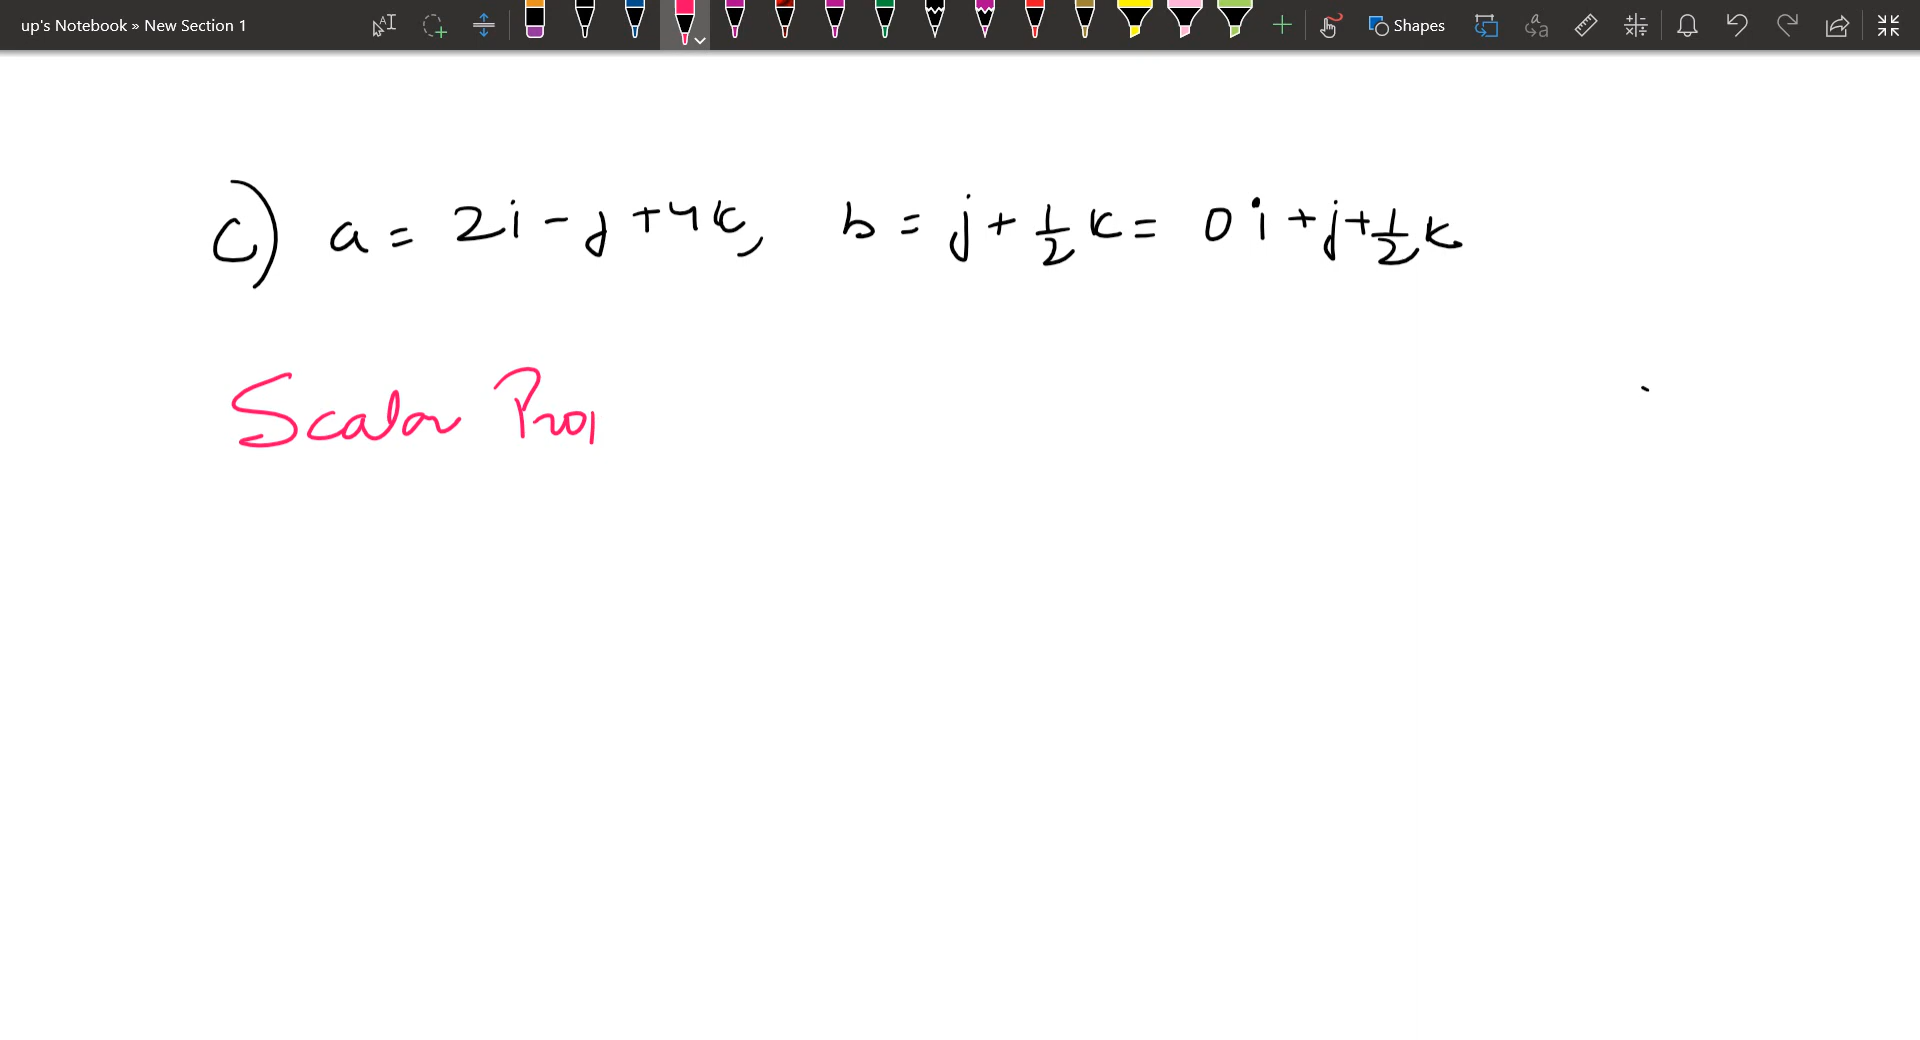 up's Notebook » New Section 1
Shapes
c) a = 2i - j + 4k, b = j + 1/2 k = 0i + j + 1/2 k
Scalar Proj